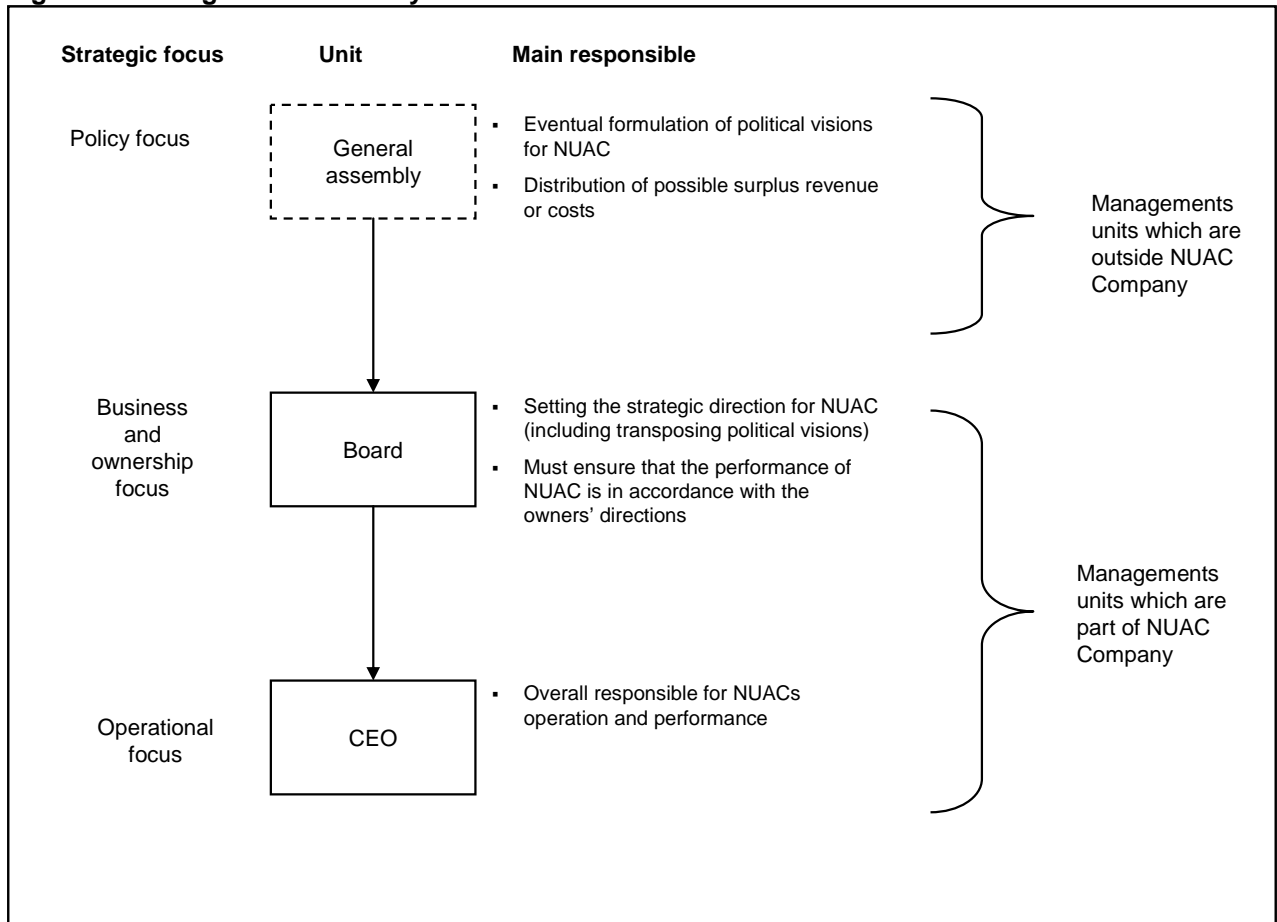 Strategic focus Unit Main responsible
Policy focus
General
assembly
▪ Eventual formulation of political visions
for NUAC
▪ Distribution of possible surplus revenue
or costs
Managements
units which are
outside NUAC
Company
Business
and
ownership
focus
Board
▪ Setting the strategic direction for NUAC
(including transposing political visions)
▪ Must ensure that the performance of
NUAC is in accordance with the
owners’ directions
Managements
units which are
part of NUAC
Company
Operational
focus
CEO
▪ Overall responsible for NUACs
operation and performance